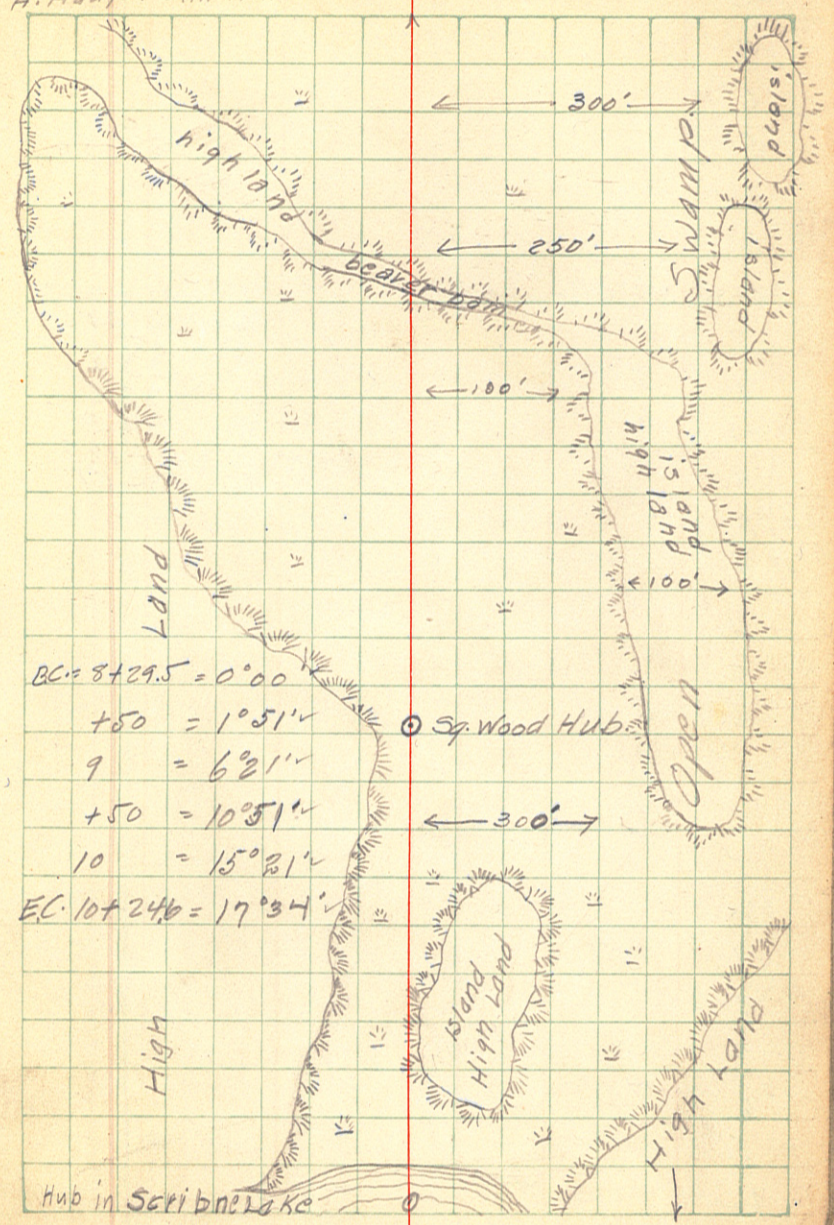 300'
island
Swamp.
high land
250'
island
beaver dam
100'
high
island
100'
Land
B.C. = 8+29.5 = 0°00
+50 = 1°51'
9 = 6°21'
+50 = 10°51'
10 = 15°21'
E.C. 10+24.6 = 17°34'
Sq. Wood Hub.
Open
300'
Island
High Land
High
High Land
Hub in Scribner Lake
0